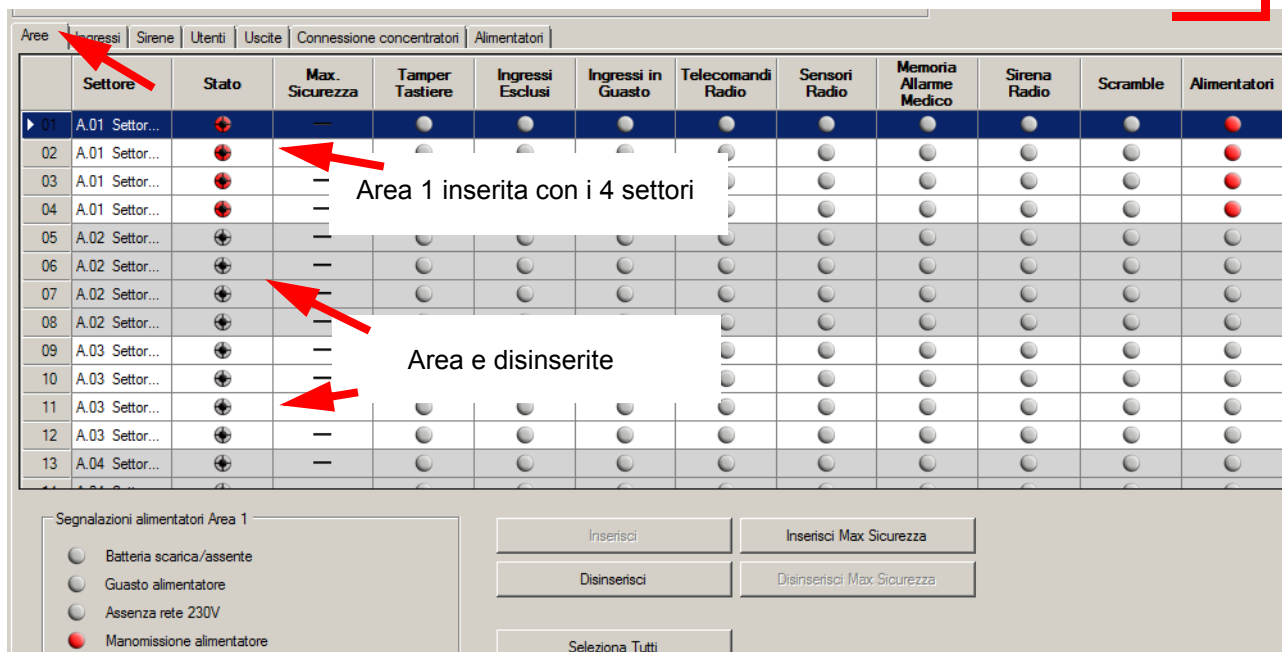 Aree Ingressi Sirene Utenti Uscite Connessione concentratori Alimentatori
Settore Stato Max. Sicurezza Tamper Tastiere Ingressi Esclusi Ingressi in Guasto Telecomandi Radio Sensori Radio Memoria Allarme Medico Sirena Radio Scramble Alimentatori
01 A.01 Settor...
02 A.01 Settor...
03 A.01 Settor...
Area 1 inserita con i 4 settori
04 A.01 Settor...
05 A.02 Settor...
06 A.02 Settor...
07 A.02 Settor...
08 A.02 Settor...
09 A.03 Settor...
Area e disinserite
10 A.03 Settor...
11 A.03 Settor...
12 A.03 Settor...
13 A.04 Settor...
Segnalazioni alimentatori Area 1
Inserisci Inserisci Max Sicurezza
Batteria scarica/assente
Disinserisci Disinserisci Max Sicurezza
Guasto alimentatore
Assenza rete 230V
Manomissione alimentatore
Seleziona Tutti